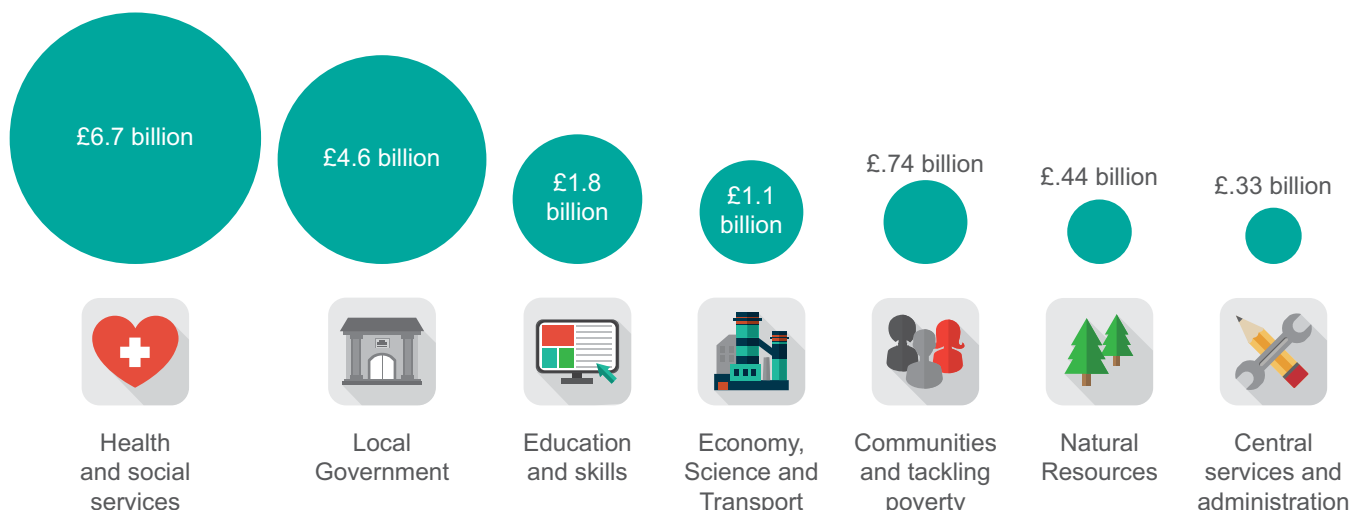 £6.7 billion
£4.6 billion
£1.8
billion
£1.1
billion
£.74 billion
£.44 billion
£.33 billion
Health
and social
services
Local
Government
Education
and skills
Economy,
Science and
Transport
Communities
and tackling
poverty
Natural
Resources
Central
services and
administration